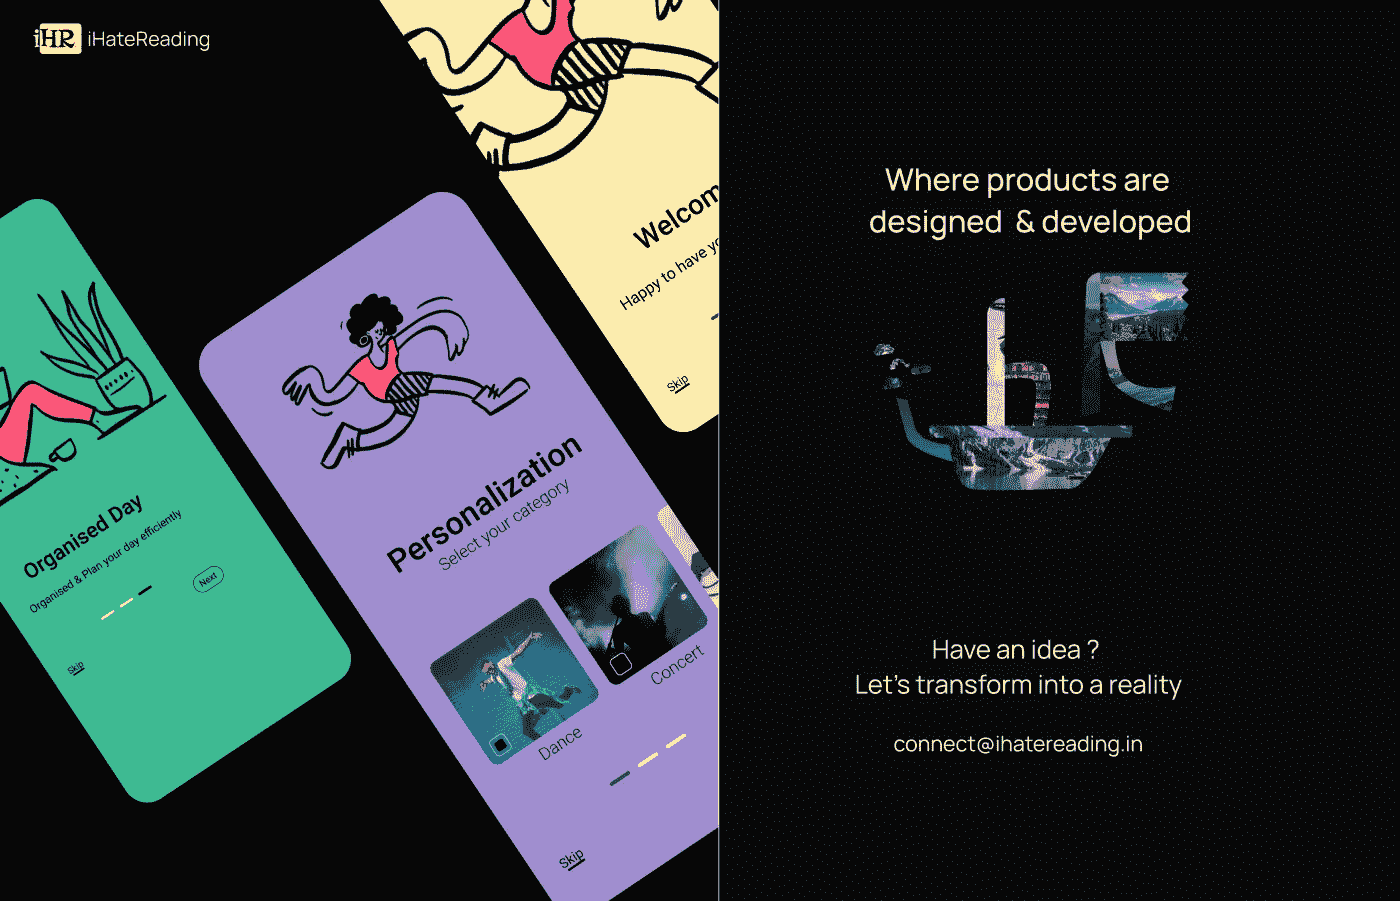 iHR iHateReading
Welcom
Happy to have yo
Skip
Organised Day
Organised & Plan your day efficiently
Next
Skip
Personalization
Select your category
Dance
Concert
Skip
Where products are
designed & developed
Have an idea ?
Let's transform into a reality
connect@ihatereading.in